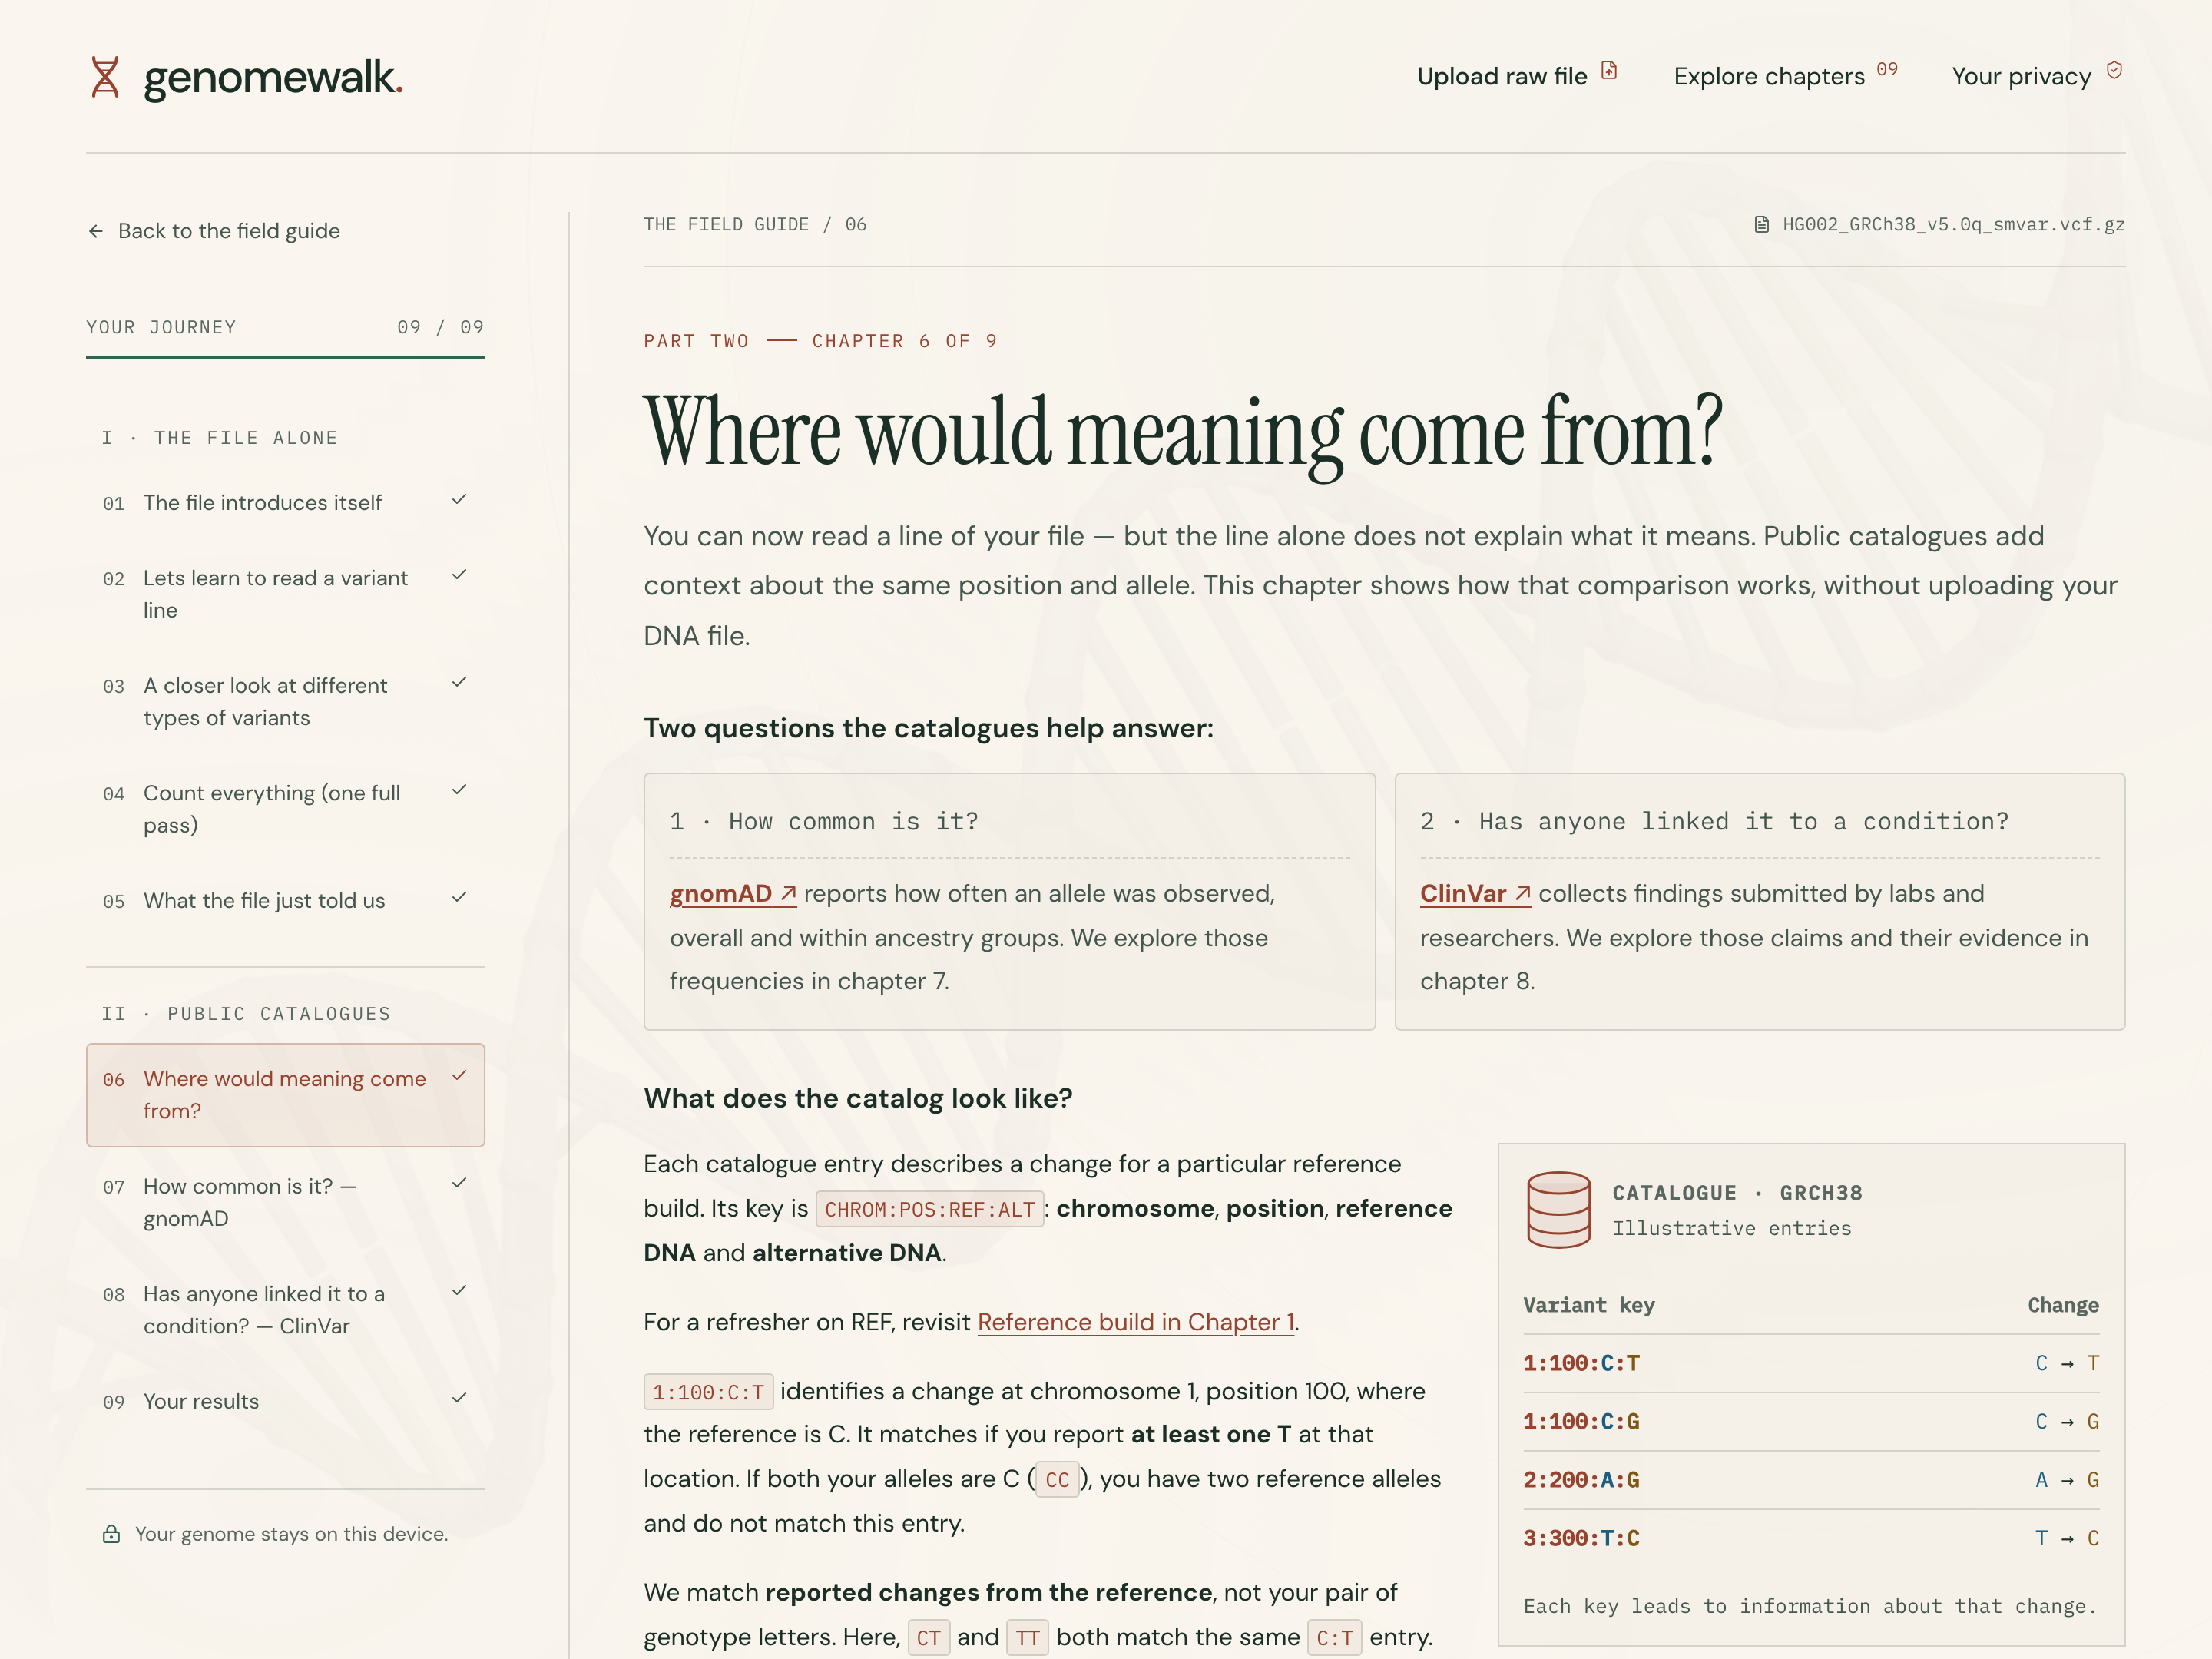 genomewalk.
Upload raw file
Explore chapters 09
Your privacy
← Back to the field guide
YOUR JOURNEY 09 / 09
I · THE FILE ALONE
01 The file introduces itself ✓
02 Lets learn to read a variant ✓
line
03 A closer look at different ✓
types of variants
04 Count everything (one full ✓
pass)
05 What the file just told us ✓
II · PUBLIC CATALOGUES
06 Where would meaning come ✓
from?
07 How common is it? — ✓
gnomAD
08 Has anyone linked it to a ✓
condition? — ClinVar
09 Your results ✓
Your genome stays on this device.
THE FIELD GUIDE / 06
HG002_GRCh38_v5.0q_smvar.vcf.gz
PART TWO — CHAPTER 6 OF 9
Where would meaning come from?
You can now read a line of your file — but the line alone does not explain what it means. Public catalogues add
context about the same position and allele. This chapter shows how that comparison works, without uploading your
DNA file.
Two questions the catalogues help answer:
1 · How common is it?
gnomAD ↗ reports how often an allele was observed,
overall and within ancestry groups. We explore those
frequencies in chapter 7.
2 · Has anyone linked it to a condition?
ClinVar ↗ collects findings submitted by labs and
researchers. We explore those claims and their evidence in
chapter 8.
What does the catalog look like?
Each catalogue entry describes a change for a particular reference
build. Its key is CHROM:POS:REF:ALT: chromosome, position, reference
DNA and alternative DNA.
For a refresher on REF, revisit Reference build in Chapter 1.
1:100:C:T identifies a change at chromosome 1, position 100, where
the reference is C. It matches if you report at least one T at that
location. If both your alleles are C (CC), you have two reference alleles
and do not match this entry.
We match reported changes from the reference, not your pair of
genotype letters. Here, CT and TT both match the same C:T entry.
CATALOGUE · GRCH38
Illustrative entries
Variant key Change
1:100:C:T C → T
1:100:C:G C → G
2:200:A:G A → G
3:300:T:C T → C
Each key leads to information about that change.